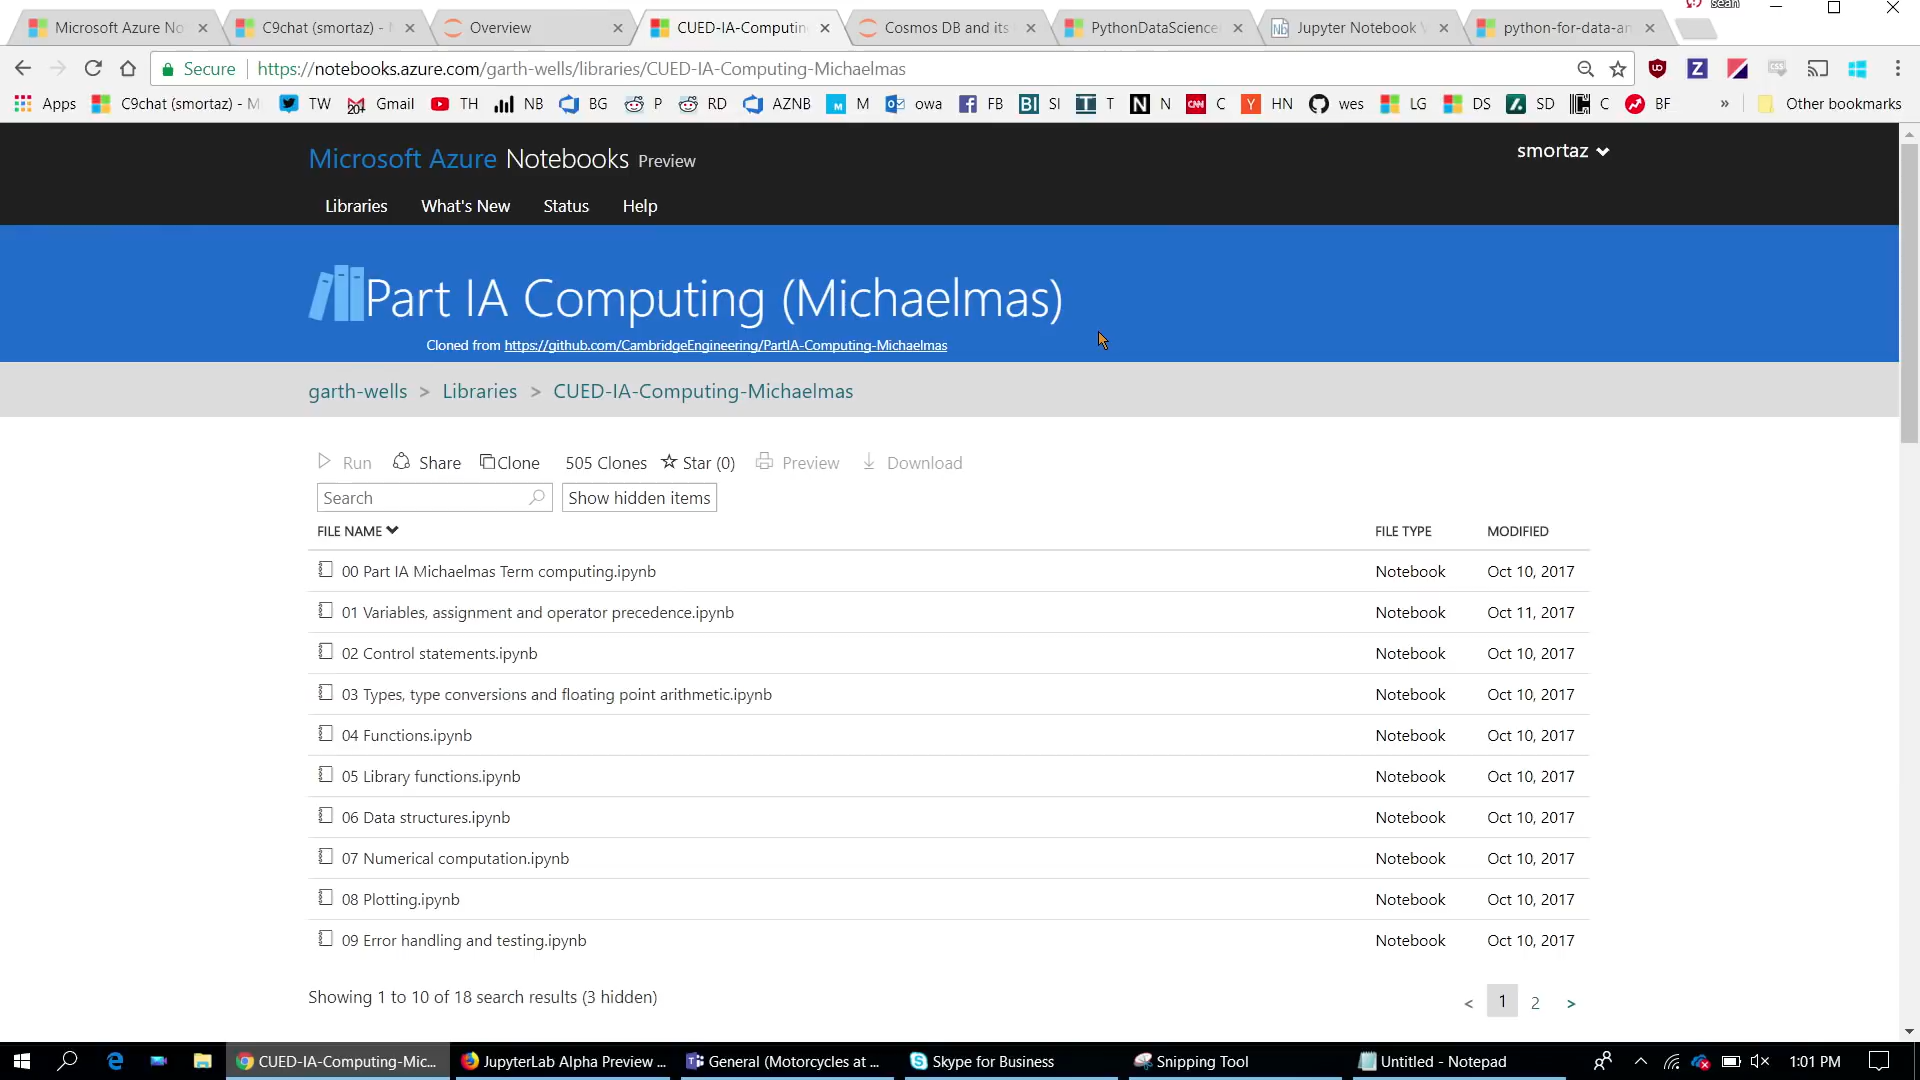 sean
Microsoft Azure No
C9chat (smortaz) -
Overview
CUED-IA-Computin
Cosmos DB and its
PythonDataScience
Jupyter Notebook V
python-for-data-an
Secure https://notebooks.azure.com/garth-wells/libraries/CUED-IA-Computing-Michaelmas
Apps C9chat (smortaz) - M TW Gmail TH NB BG P RD AZNB M owa FB SI T N C HN wes LG DS SD C BF » Other bookmarks
Microsoft Azure Notebooks Preview
smortaz
Libraries What's New Status Help
Part IA Computing (Michaelmas)
Cloned from https://github.com/CambridgeEngineering/PartIA-Computing-Michaelmas
garth-wells > Libraries > CUED-IA-Computing-Michaelmas
Run Share Clone 505 Clones Star (0) Preview Download
Search Show hidden items
FILE NAME FILE TYPE MODIFIED
00 Part IA Michaelmas Term computing.ipynb Notebook Oct 10, 2017
01 Variables, assignment and operator precedence.ipynb Notebook Oct 11, 2017
02 Control statements.ipynb Notebook Oct 10, 2017
03 Types, type conversions and floating point arithmetic.ipynb Notebook Oct 10, 2017
04 Functions.ipynb Notebook Oct 10, 2017
05 Library functions.ipynb Notebook Oct 10, 2017
06 Data structures.ipynb Notebook Oct 10, 2017
07 Numerical computation.ipynb Notebook Oct 10, 2017
08 Plotting.ipynb Notebook Oct 10, 2017
09 Error handling and testing.ipynb Notebook Oct 10, 2017
Showing 1 to 10 of 18 search results (3 hidden)
< 1 2 >
CUED-IA-Computing-Mic... JupyterLab Alpha Preview ... General (Motorcycles at ... Skype for Business Snipping Tool Untitled - Notepad 1:01 PM